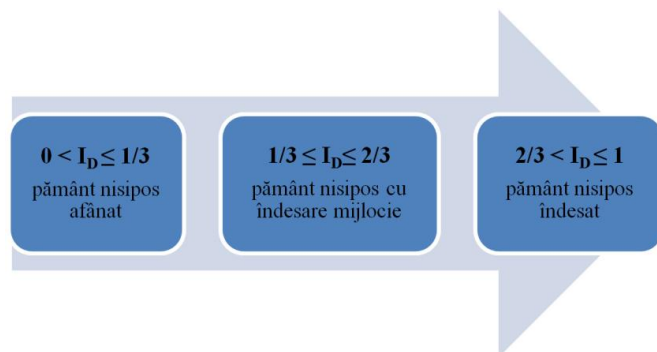 0 < I_D ≤ 1/3
pământ nisipos
afânat
1/3 ≤ I_D ≤ 2/3
pământ nisipos cu
îndesare mijlocie
2/3 < I_D ≤ 1
pământ nisipos
îndesat